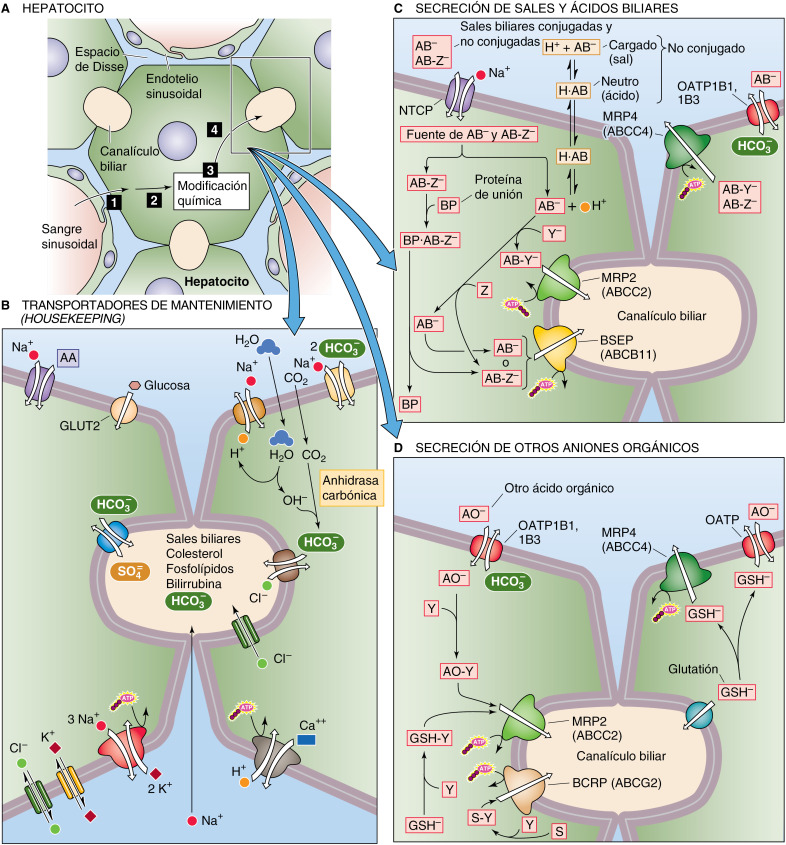 A HEPATOCITO
Espacio
de Disse
Endotelio
sinusoidal
Canalículo
biliar
4
3
Modificación
química
1
2
Sangre
sinusoidal
Hepatocito
B TRANSPORTADORES DE MANTENIMIENTO
(HOUSEKEEPING)
Na⁺
AA
Glucosa
GLUT2
H₂O
Na⁺
CO₂
Na⁺
2 HCO₃⁻
H⁺
H₂O
CO₂
OH⁻
Anhidrasa
carbónica
HCO₃⁻
HCO₃⁻
SO₄⁼
Sales biliares
Colesterol
Fosfolípidos
Bilirrubina
HCO₃⁻
Cl⁻
Cl⁻
ATP
3 Na⁺
2 K⁺
K⁺
Cl⁻
ATP
Ca⁺⁺
H⁺
Na⁺
C SECRECIÓN DE SALES Y ÁCIDOS BILIARES
Sales biliares conjugadas y
no conjugadas
AB⁻
AB-Z⁻
Na⁺
NTCP
H⁺ + AB⁻
Cargado
(sal)
H·AB
Neutro
(ácido)
No conjugado
OATP1B1,
1B3
AB⁻
HCO₃⁻
MRP4
(ABCC4)
ATP
AB-Y⁻
AB-Z⁻
Fuente de AB⁻ y AB-Z⁻
H·AB
AB-Z⁻
Proteína
de unión
BP
AB⁻ + H⁺
BP·AB-Z⁻
Y⁻
AB-Y⁻
MRP2
(ABCC2)
ATP
Z
Canalículo biliar
AB⁻
BSEP
(ABCB11)
AB⁻
o
AB-Z⁻
ATP
BP
D SECRECIÓN DE OTROS ANIONES ORGÁNICOS
Otro ácido orgánico
AO⁻
OATP1B1,
1B3
HCO₃⁻
MRP4
(ABCC4)
OATP
AO⁻
GSH⁻
ATP
GSH⁻
AO⁻
Y
AO-Y
Glutatión
GSH⁻
MRP2
(ABCC2)
GSH-Y
ATP
Canalículo biliar
ATP
BCRP (ABCG2)
Y
GSH⁻
S-Y
Y
S